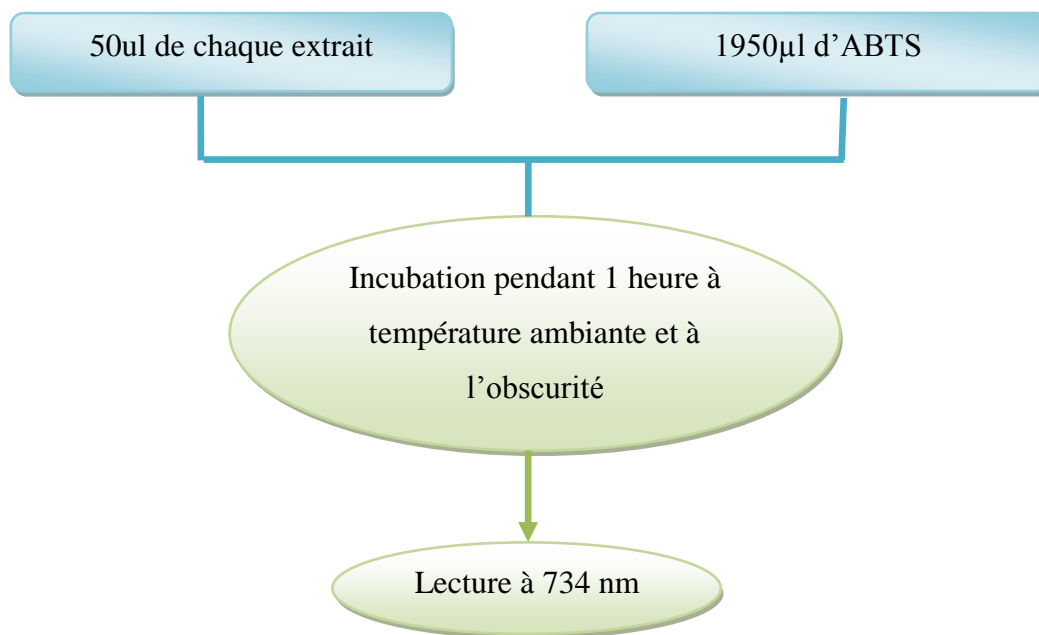 50ul de chaque extrait
1950µl d’ABTS
Incubation pendant 1 heure à
température ambiante et à
l’obscurité
Lecture à 734 nm